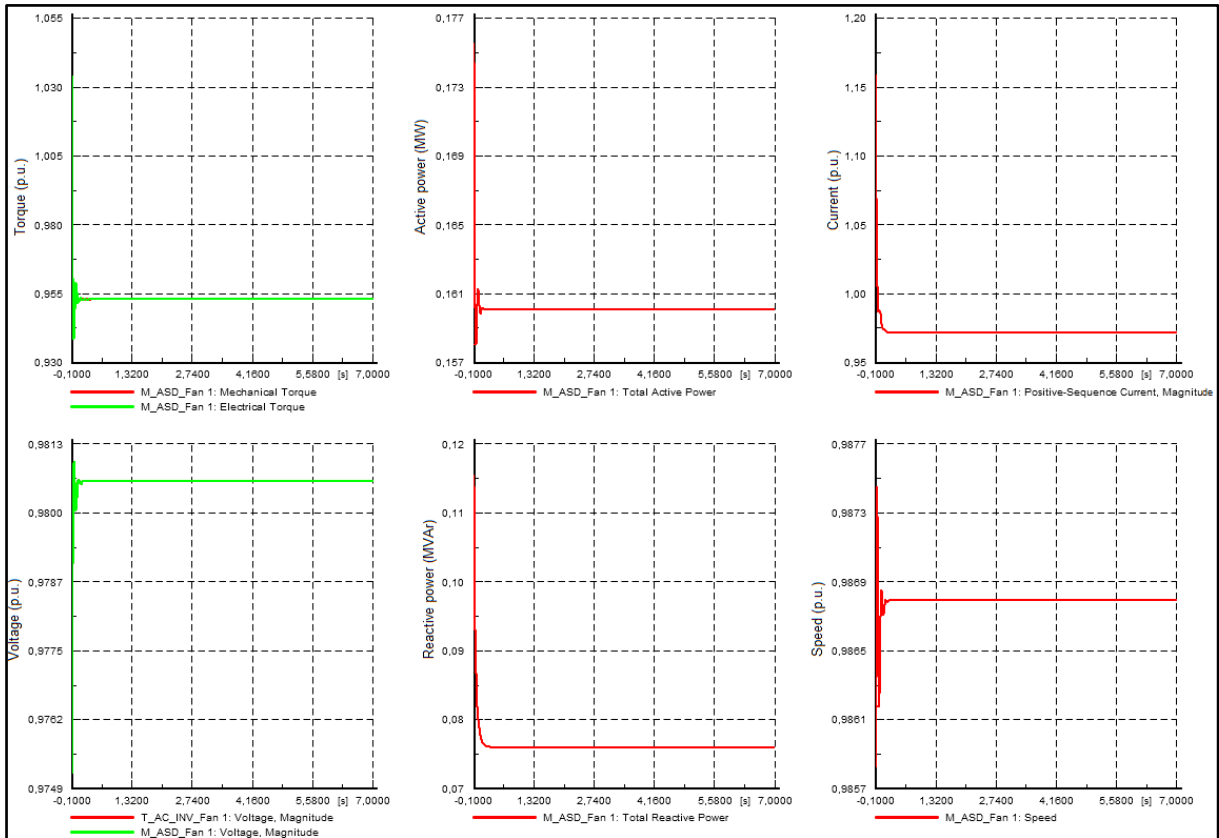 1,055
1,030
1,005
0,980
0,955
0,930
Torque (p.u.)
-0,1000 1,3200 2,7400 4,1600 5,5800 [s] 7,0000
M_ASD_Fan 1: Mechanical Torque
M_ASD_Fan 1: Electrical Torque
0,177
0,173
0,169
0,165
0,161
0,157
Active power (MW)
-0,1000 1,3200 2,7400 4,1600 5,5800 [s] 7,0000
M_ASD_Fan 1: Total Active Power
1,20
1,15
1,10
1,05
1,00
0,95
Current (p.u.)
-0,1000 1,3200 2,7400 4,1600 5,5800 [s] 7,0000
M_ASD_Fan 1: Positive-Sequence Current, Magnitude
0,9813
0,9800
0,9787
0,9775
0,9762
0,9749
Voltage (p.u.)
-0,1000 1,3200 2,7400 4,1600 5,5800 [s] 7,0000
T_AC_INV_Fan 1: Voltage, Magnitude
M_ASD_Fan 1: Voltage, Magnitude
0,12
0,11
0,10
0,09
0,08
0,07
Reactive power (MVAr)
-0,1000 1,3200 2,7400 4,1600 5,5800 [s] 7,0000
M_ASD_Fan 1: Total Reactive Power
0,9877
0,9873
0,9869
0,9865
0,9861
0,9857
Speed (p.u.)
-0,1000 1,3200 2,7400 4,1600 5,5800 [s] 7,0000
M_ASD_Fan 1: Speed